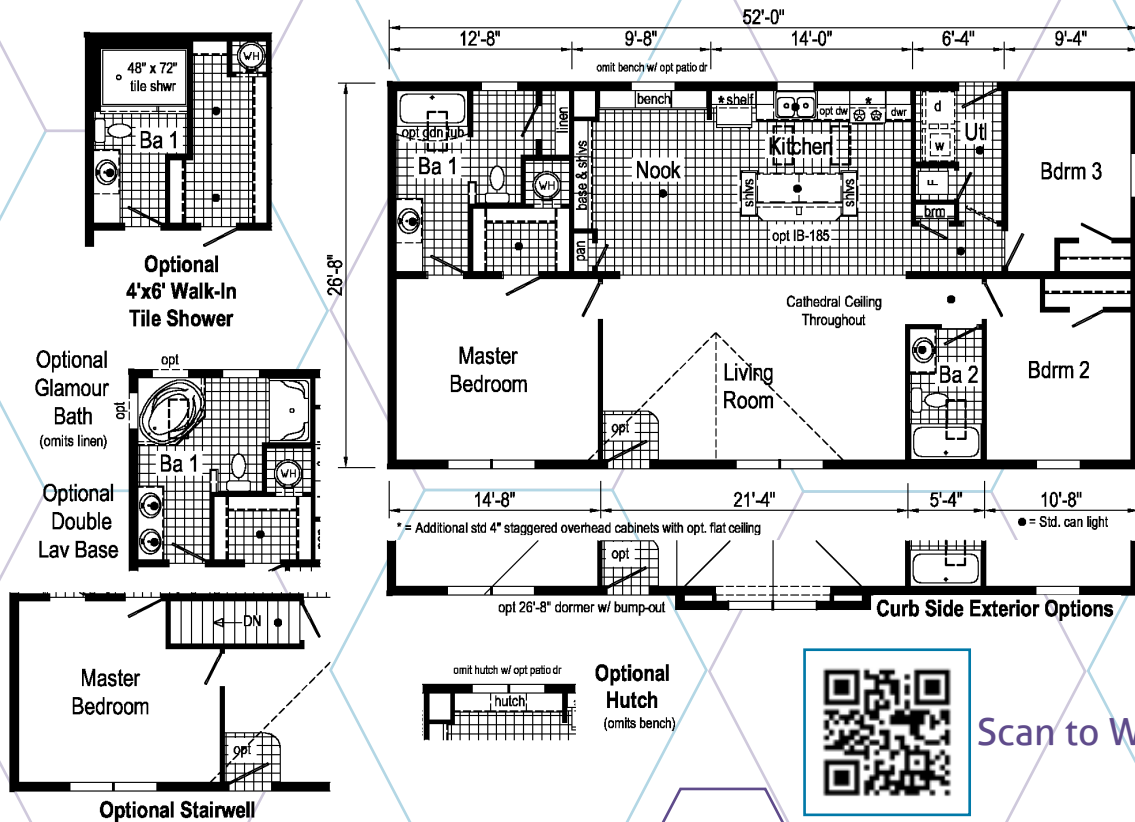 52'-0"
12'-8" 9'-8" 14'-0" 6'-4" 9'-4"
omit bench w/ opt patio dr
48" x 72"
tile shwr
WH
Ba 1
Optional
4'x6' Walk-In
Tile Shower
26'-8"
opt gdn tub
Ba 1
linen
WH
bench
base & shlvs
pan
Nook
* shelf
opt dw
*
dwr
Kitchen
shlvs
shlvs
opt IB-185
d
w
Utl
F
brm
Bdrm 3
Cathedral Ceiling
Throughout
Master
Bedroom
Living
Room
opt
Ba 2
Bdrm 2
Optional
Glamour
Bath
(omits linen)
opt
opt
Ba 1
WH
Optional
Double
Lav Base
14'-8" 21'-4" 5'-4" 10'-8"
* = Additional std 4" staggered overhead cabinets with opt. flat ceiling
● = Std. can light
opt
opt 26'-8" dormer w/ bump-out
Curb Side Exterior Options
DN
Master
Bedroom
opt
Optional Stairwell
omit hutch w/ opt patio dr
hutch
Optional
Hutch
(omits bench)
Scan to W